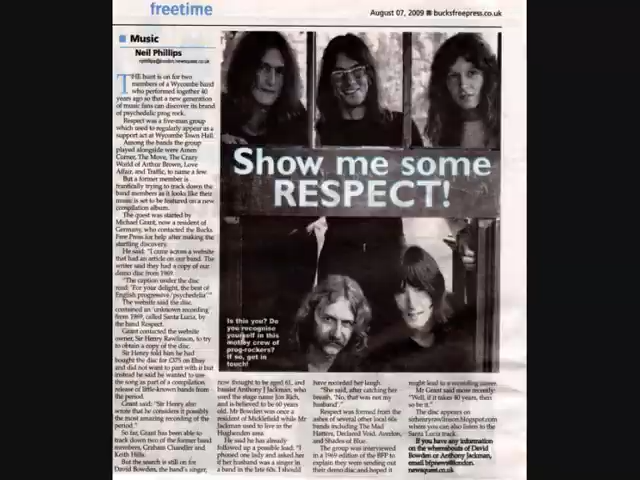 freetime
August 07, 2009 ■ bucksfreepress.co.uk
Music
Neil Phillips
nphillips@london.newsquest.co.uk
THE hunt is on for two
members of a Wycombe band
who performed together 40
years ago so that a new generation
of music fans can discover its brand
of psychedelic prog rock.
Respect was a five-man group
which used to regularly appear as a
support act at Wycombe Town Hall.
Among the bands the group
played alongside were Amen
Corner, The Move, The Crazy
World of Arthur Brown, Love
Affair, and Traffic, to name a few.
But a former member is
frantically trying to track down the
band members as it looks like their
music is set to be featured on a new
compilation album.
The quest was started by
Michael Grant, now a resident of
Germany, who contacted the Bucks
Free Press for help after making the
startling discovery.
He said: "I came across a website
that had an article on our band. The
writer said they had a copy of our
demo disc from 1969.
"The caption under the disc
read: 'For your delight, the best of
English progressive/psychedelia'"
The website said the disc
contained an 'unknown recording'
from 1969, called Santa Lucia, by
the band Respect.
Grant contacted the website
owner, Sir Henry Rawlinson, to try
to obtain a copy of the disc.
Sir Henry told him he had
bought the disc for £375 on Ebay
and did not want to part with it but
instead he said he wanted to use
the song as part of a compilation
release of little-known bands from
the period.
Grant said: "Sir Henry also
wrote that he considers it possibly
the most amazing recording of the
period."
So far, Grant has been able to
track down two of the former band
members, Graham Chandler and
Keith Hills.
But the search is still on for
David Bowden, the band's singer,
Show me some
RESPECT!
Is this you? Do
you recognise
yourself in this
motley crew of
prog-rockers?
If so, get in
touch!
now thought to be aged 61, and
bassist Anthony J Jackman, who
used the stage name Jon Rich,
and is believed to be 60 years
old. Mr Bowden was once a
resident of Micklefield while Mr
Jackman used to live in the
Hughenden area.
He said he has already
followed up a possible lead: "I
phoned one lady and asked her
if her husband was a singer in
a band in the late 60s. I should
have recorded her laugh.
"She said, after catching her
breath, 'No, that was not my
husband'."
Respect was formed from the
ashes of several other local 60s
bands including The Mad
Hatters, Declared Void,
and Shades of Blue.
The group was interviewed
in a 1969 edition of the BFP to
explain they were sending out
their demo disc and hoped it
might lead to a recording career.
Mr Grant said more recently:
"Well, if it takes 40 years, then
so be it."
The disc appears on
sirhenryrawlinson.blogspot.com
where you can also listen to the
Santa Lucia track.
If you have any information
on the whereabouts of David
Bowden or Anthony Jackman,
email bfpnews@london.
newsquest.co.uk